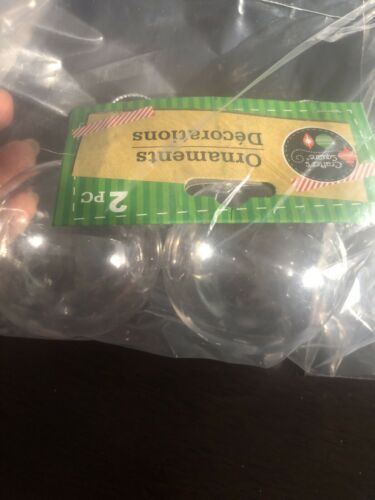 Crafter's
Square
Ornaments
Décorations
2 PC